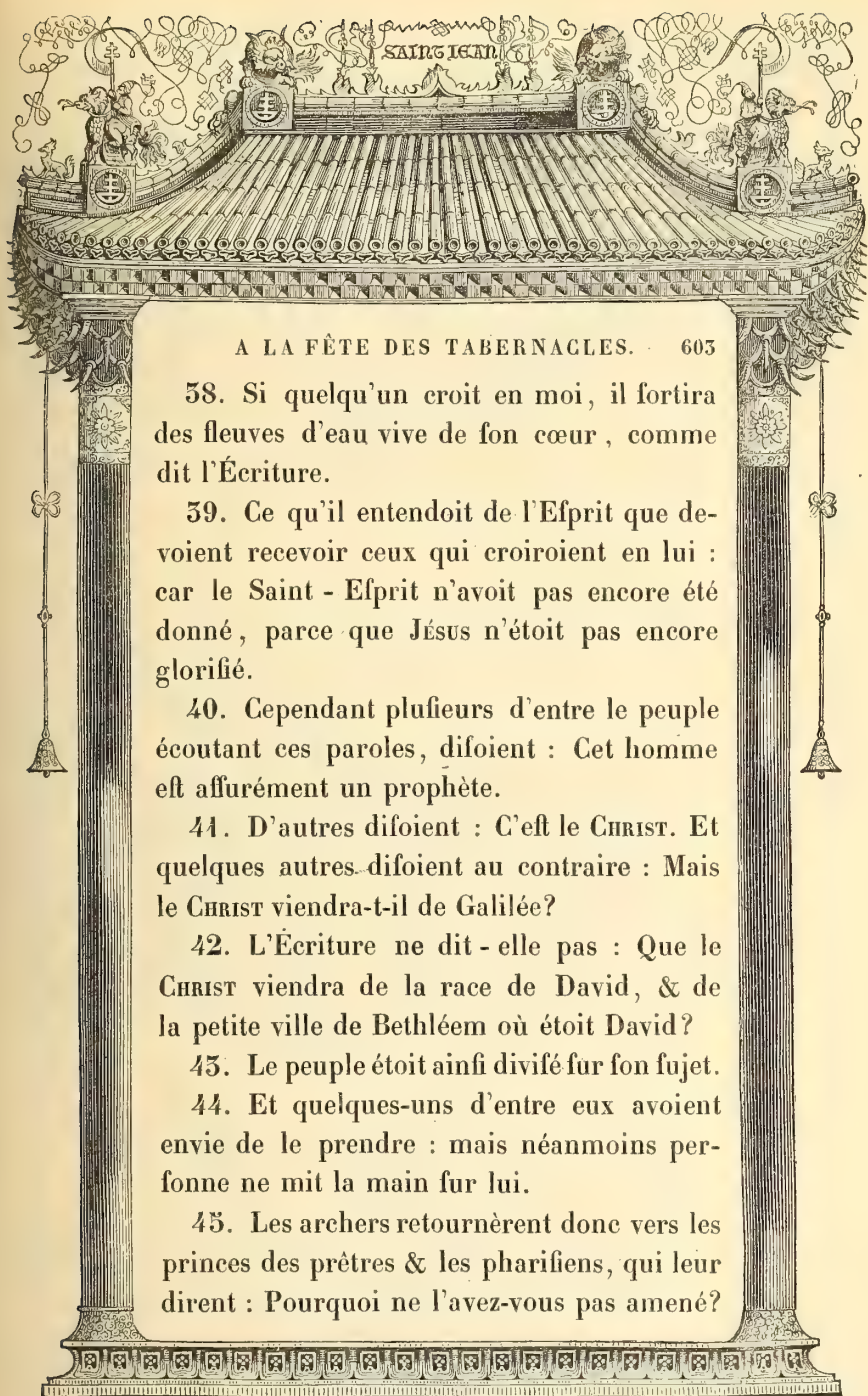 SAINT IEAN
A LA FÊTE DES TABERNACLES. 603
38. Si quelqu'un croit en moi, il ſortira
des fleuves d'eau vive de ſon cœur, comme
dit l'Écriture.
39. Ce qu'il entendoit de l'Eſprit que de-
voient recevoir ceux qui croiroient en lui :
car le Saint - Eſprit n'avoit pas encore été
donné, parce que JÉSUS n'étoit pas encore
glorifié.
40. Cependant pluſieurs d'entre le peuple
écoutant ces paroles, diſoient : Cet homme
eſt aſſurément un prophète.
41. D'autres diſoient : C'eſt le CHRIST. Et
quelques autres diſoient au contraire : Mais
le CHRIST viendra-t-il de Galilée?
42. L'Écriture ne dit - elle pas : Que le
CHRIST viendra de la race de David, & de
la petite ville de Bethléem où étoit David?
43. Le peuple étoit ainſi diviſé ſur ſon ſujet.
44. Et quelques-uns d'entre eux avoient
envie de le prendre : mais néanmoins per-
ſonne ne mit la main ſur lui.
45. Les archers retournèrent donc vers les
princes des prêtres & les phariſiens, qui leur
dirent : Pourquoi ne l'avez-vous pas amené?